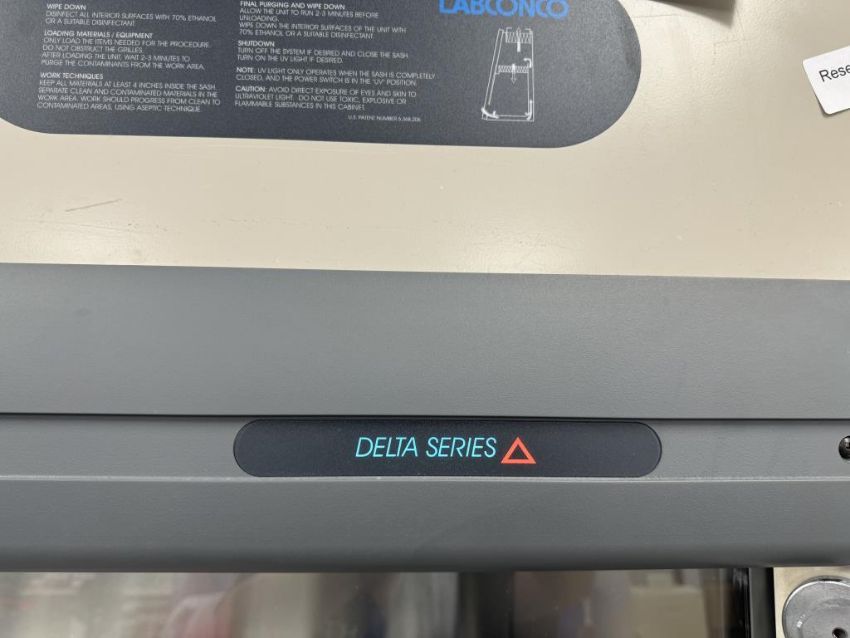 WIPE DOWN
DISINFECT ALL INTERIOR SURFACES WITH 70% ETHANOL
OR A SUITABLE DISINFECTANT.
LOADING MATERIALS / EQUIPMENT
ONLY LOAD THE ITEMS NEEDED FOR THE PROCEDURE.
DO NOT OBSTRUCT THE GRILLES.
AFTER LOADING THE UNIT, WAIT 2-3 MINUTES TO
PURGE THE CONTAMINANTS FROM THE WORK AREA.
WORK TECHNIQUES
KEEP ALL MATERIALS AT LEAST 4 INCHES INSIDE THE SASH.
SEPARATE CLEAN AND CONTAMINATED MATERIALS IN THE
WORK AREA. WORK SHOULD PROGRESS FROM CLEAN TO
CONTAMINATED AREAS, USING ASEPTIC TECHNIQUE.
FINAL PURGING AND WIPE DOWN
ALLOW THE UNIT TO RUN 2-3 MINUTES BEFORE
UNLOADING.
WIPE DOWN THE INTERIOR SURFACES OF THE UNIT WITH
70% ETHANOL OR A SUITABLE DISINFECTANT.
SHUTDOWN
TURN OFF THE SYSTEM IF DESIRED AND CLOSE THE SASH.
TURN ON THE UV LIGHT IF DESIRED.
NOTE: UV LIGHT ONLY OPERATES WHEN THE SASH IS COMPLETELY
CLOSED, AND THE POWER SWITCH IS IN THE "UV" POSITION.
CAUTION: AVOID DIRECT EXPOSURE OF EYES AND SKIN TO
ULTRAVIOLET LIGHT. DO NOT USE TOXIC, EXPLOSIVE OR
FLAMMABLE SUBSTANCES IN THIS CABINET.
U.S. PATENT NUMBER 6,368,206
LABCONCO
Rese
DELTA SERIES